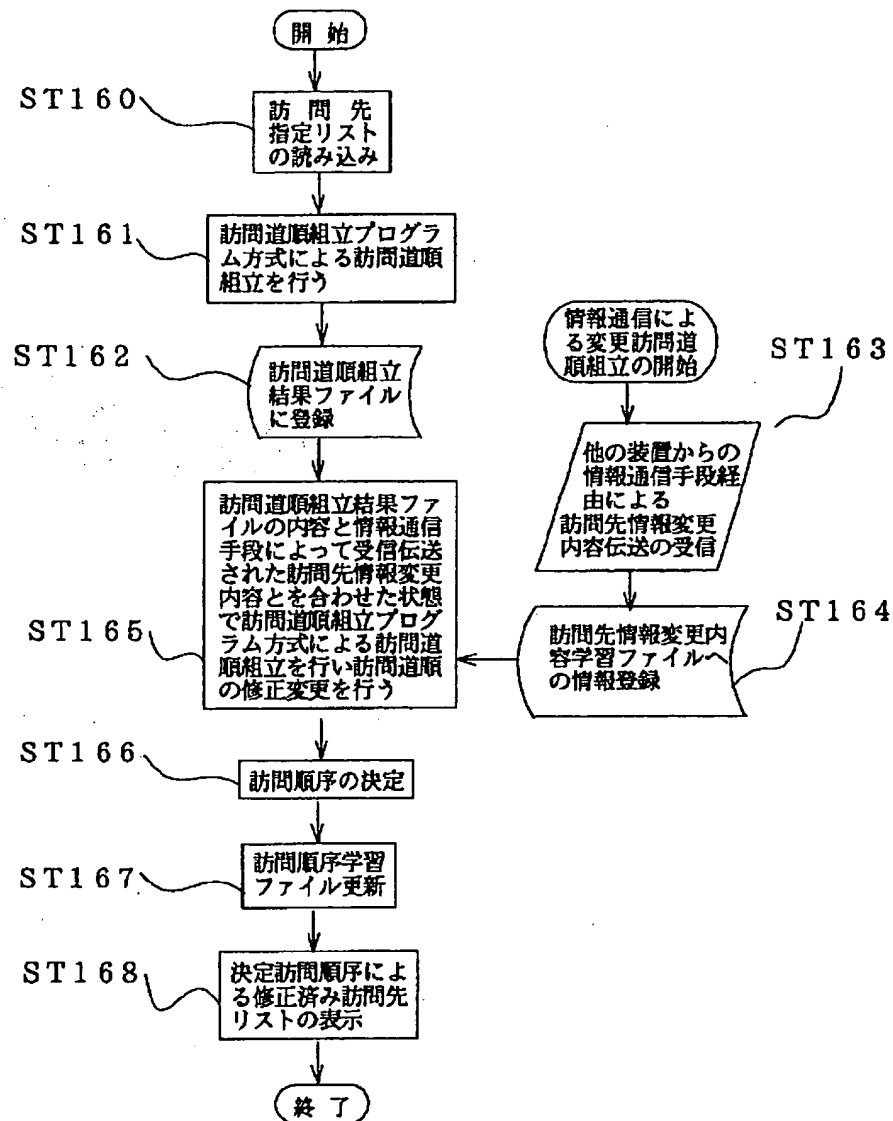 開 始
ST160
訪 問 先
指定リスト
の読み込み
ST161
訪問道順組立プログラ
ム方式による訪問道順
組立を行う
ST162
訪問道順組立
結果ファイル
に登録
情報通信によ
る変更訪問道
順組立の開始
ST163
他の装置からの
情報通信手段経
由による
訪問先情報変更
内容伝送の受信
ST164
訪問先情報変更内
容学習ファイルへ
の情報登録
ST165
訪問道順組立結果ファ
イルの内容と情報通信
手段によって受信伝送
された訪問先情報変更
内容とを合わせた状態
で訪問道順組立プログ
ラム方式による訪問道
順組立を行い訪問道順
の修正変更を行う
ST166
訪問順序の決定
ST167
訪問順序学習
ファイル更新
ST168
決定訪問順序によ
る修正済み訪問先
リストの表示
終 了